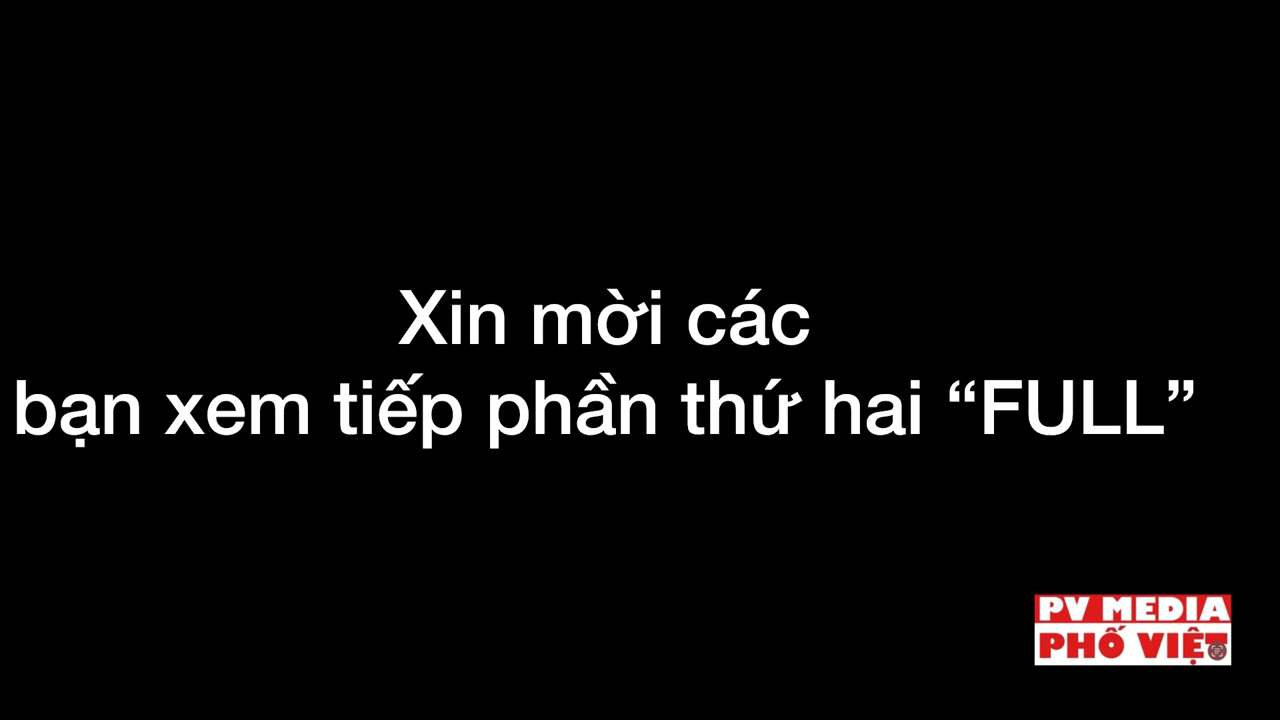 Xin mời các
bạn xem tiếp phần thứ hai “FULL”
PV MEDIA
PHỐ VIỆT